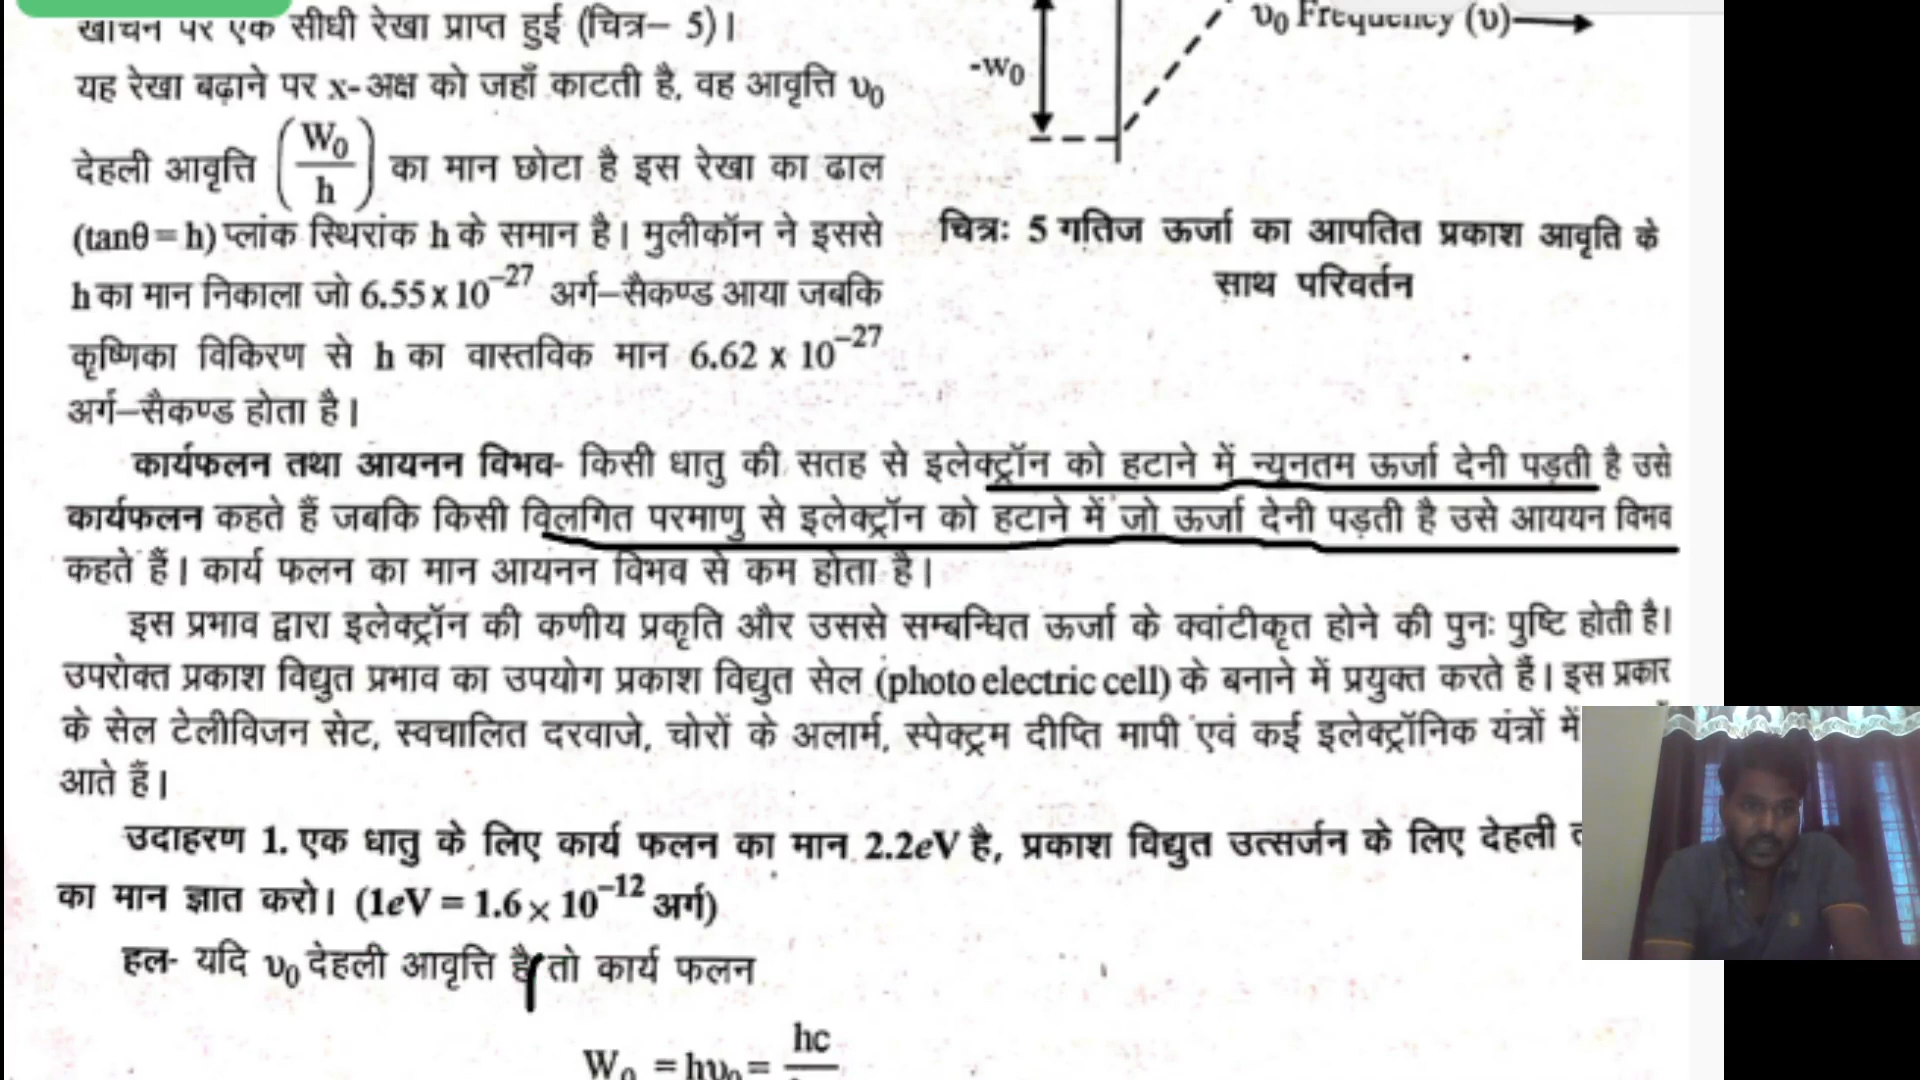 खींचने पर एक सीधी रेखा प्राप्त हुई (चित्र– 5)।
यह रेखा बढ़ाने पर x-अक्ष को जहाँ काटती है, वह आवृत्ति υ₀
देहली आवृत्ति (W₀/h) का मान छोटा है इस रेखा का ढाल
(tanθ = h) प्लांक स्थिरांक h के समान है। मुलीकॉन ने इससे
h का मान निकाला जो 6.55 x 10⁻²⁷ अर्ग–सैकण्ड आया जबकि
कृष्णिका विकिरण से h का वास्तविक मान 6.62 x 10⁻²⁷
अर्ग–सैकण्ड होता है।
υ₀ Frequency (υ)
-w₀
चित्रः 5 गतिज ऊर्जा का आपतित प्रकाश आवृति के
साथ परिवर्तन
कार्यफलन तथा आयनन विभव- किसी धातु की सतह से इलेक्ट्रॉन को हटाने में न्यूनतम ऊर्जा देनी पड़ती है उसे
कार्यफलन कहते हैं जबकि किसी विलगित परमाणु से इलेक्ट्रॉन को हटाने में जो ऊर्जा देनी पड़ती है उसे आययन विभव
कहते हैं। कार्य फलन का मान आयनन विभव से कम होता है।
इस प्रभाव द्वारा इलेक्ट्रॉन की कणीय प्रकृति और उससे सम्बन्धित ऊर्जा के क्वांटीकृत होने की पुनः पुष्टि होती है।
उपरोक्त प्रकाश विद्युत प्रभाव का उपयोग प्रकाश विद्युत सेल (photo electric cell) के बनाने में प्रयुक्त करते हैं। इस प्रकार
के सेल टेलीविजन सेट, स्वचालित दरवाजे, चोरों के अलार्म, स्पेक्ट्रम दीप्ति मापी एवं कई इलेक्ट्रॉनिक यंत्रों में
आते हैं।
उदाहरण 1. एक धातु के लिए कार्य फलन का मान 2.2eV है, प्रकाश विद्युत उत्सर्जन के लिए देहली
का मान ज्ञात करो। (1eV = 1.6 × 10⁻¹² अर्ग)
हल- यदि υ₀ देहली आवृत्ति है तो कार्य फलन
W₀ = hυ₀ = hc